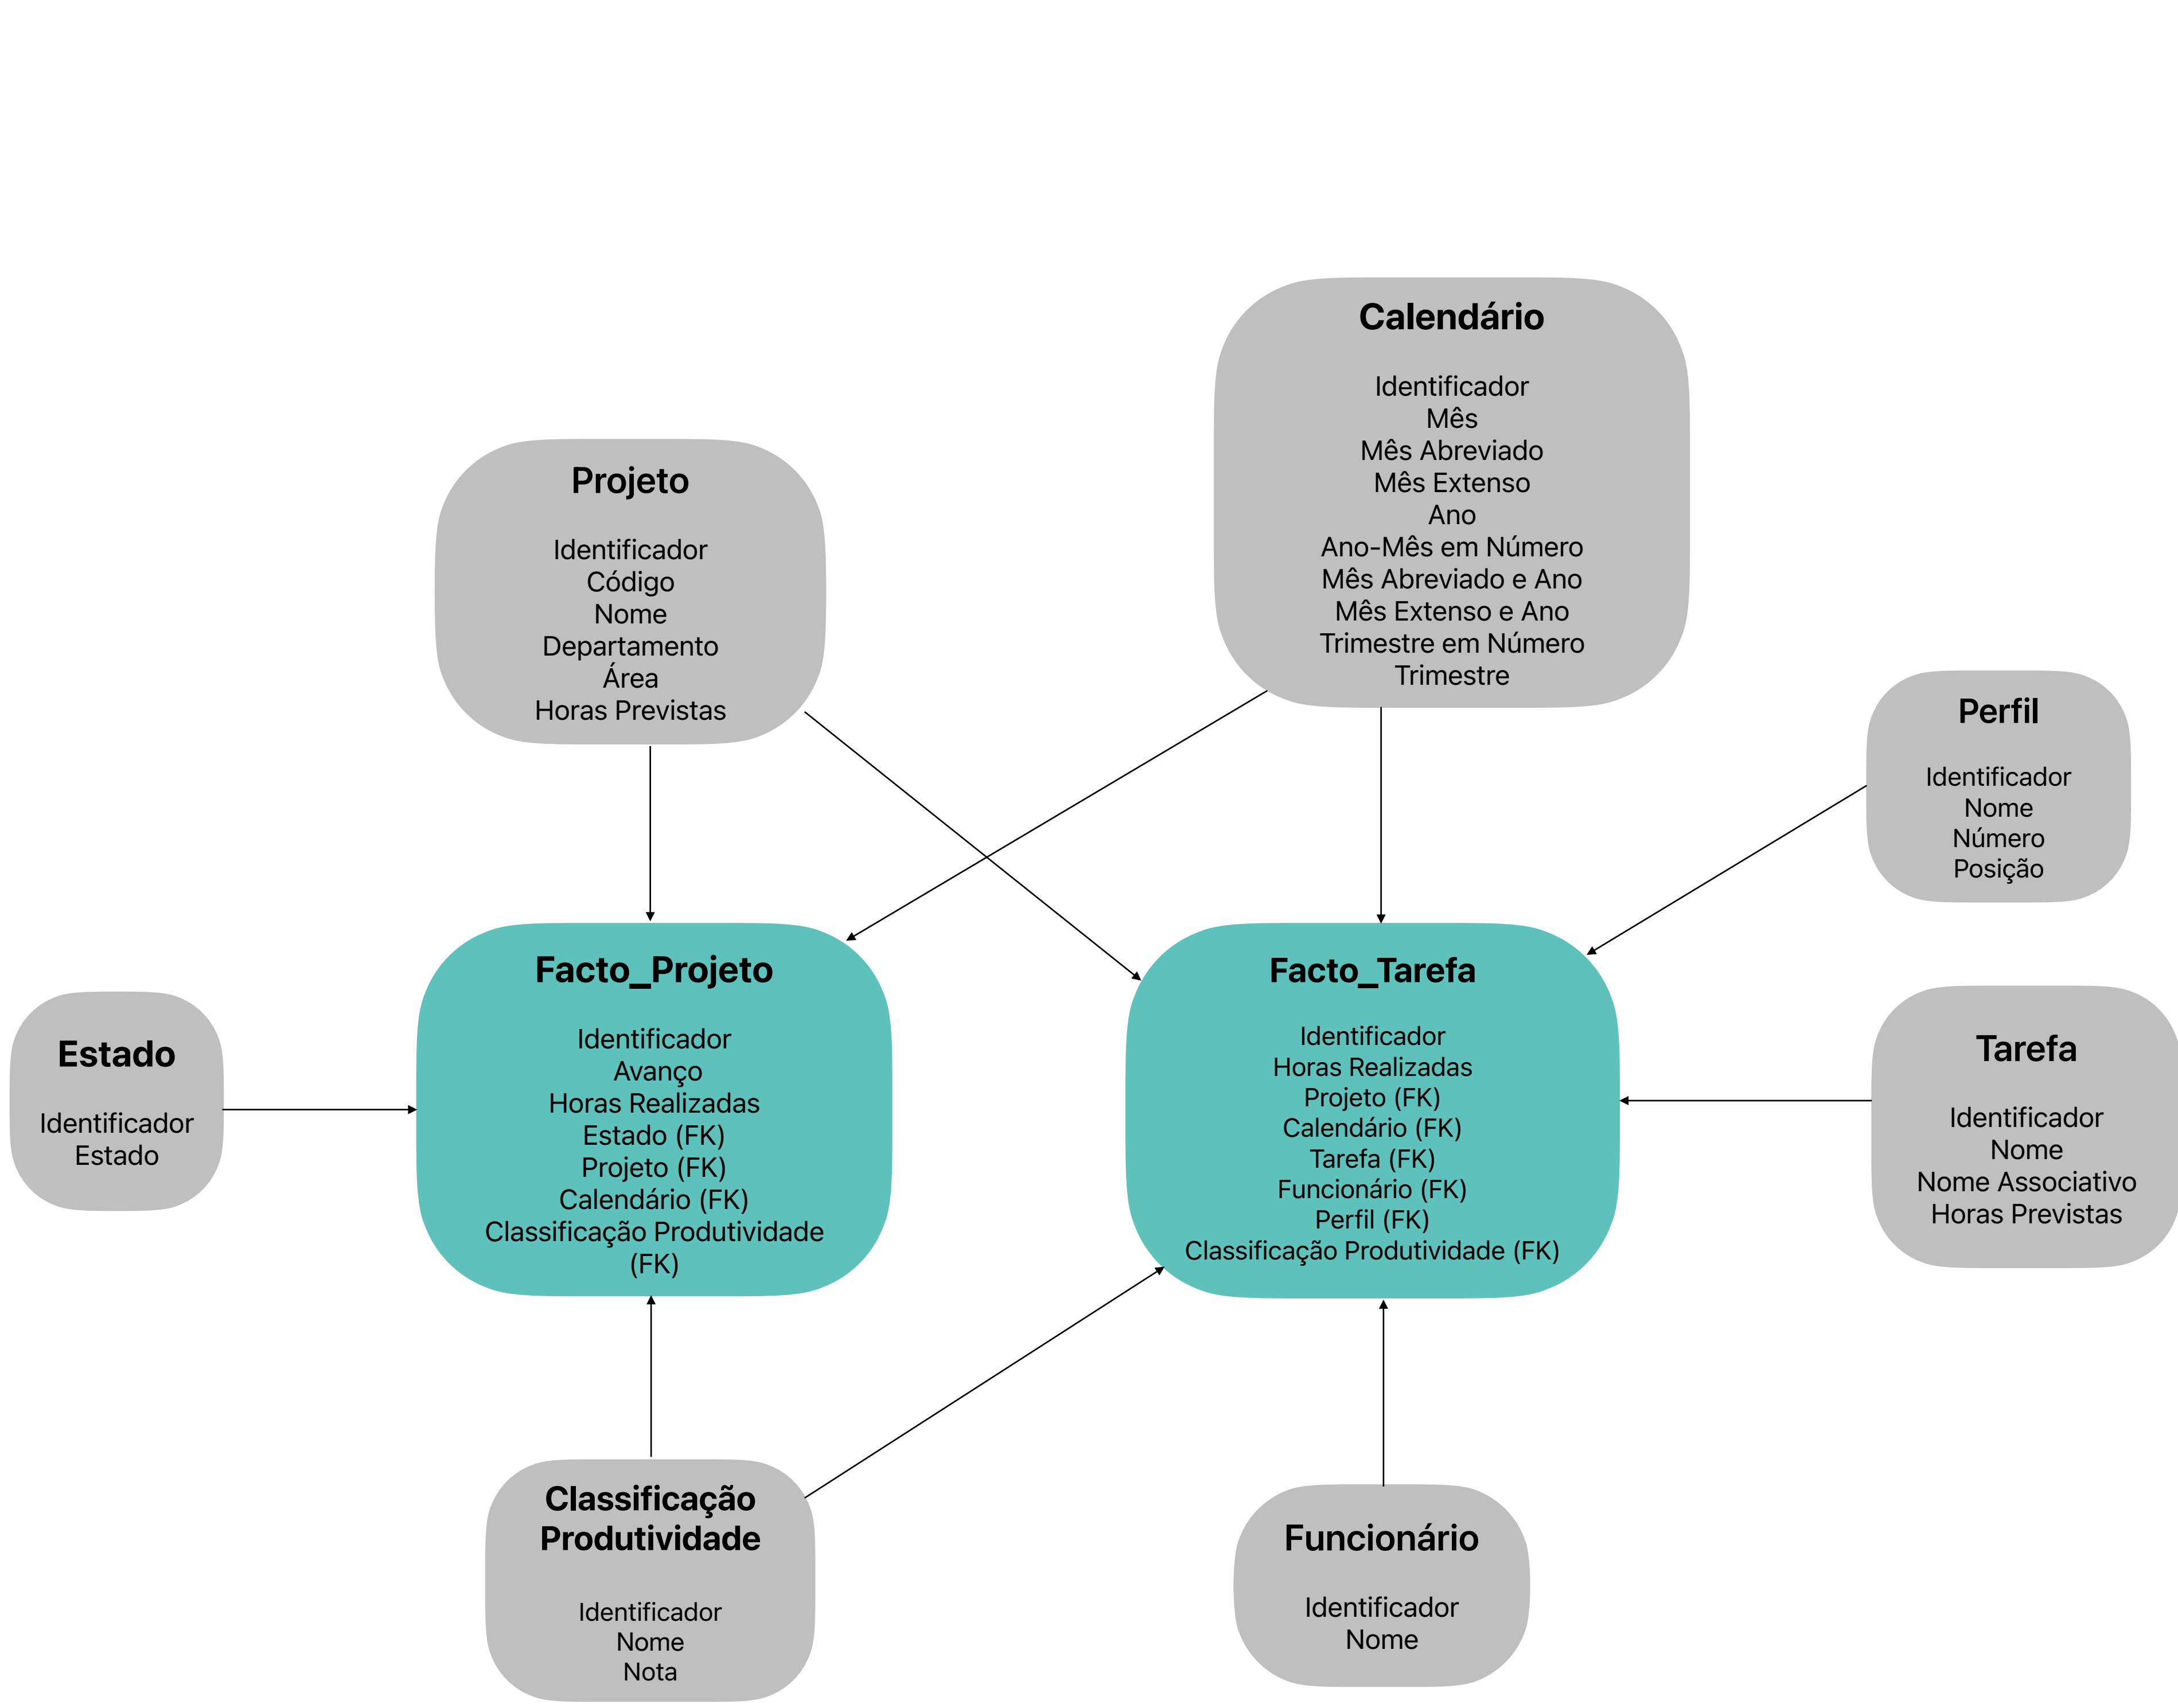 Calendário
Identificador
Mês
Mês Abreviado
Mês Extenso
Ano
Ano-Mês em Número
Mês Abreviado e Ano
Mês Extenso e Ano
Trimestre em Número
Trimestre
Projeto
Identificador
Código
Nome
Departamento
Área
Horas Previstas
Perfil
Identificador
Nome
Número
Posição
Facto_Projeto
Identificador
Avanço
Horas Realizadas
Estado (FK)
Projeto (FK)
Calendário (FK)
Classificação Produtividade
(FK)
Facto_Tarefa
Identificador
Horas Realizadas
Projeto (FK)
Calendário (FK)
Tarefa (FK)
Funcionário (FK)
Perfil (FK)
Classificação Produtividade (FK)
Estado
Identificador
Estado
Tarefa
Identificador
Nome
Nome Associativo
Horas Previstas
Classificação
Produtividade
Identificador
Nome
Nota
Funcionário
Identificador
Nome